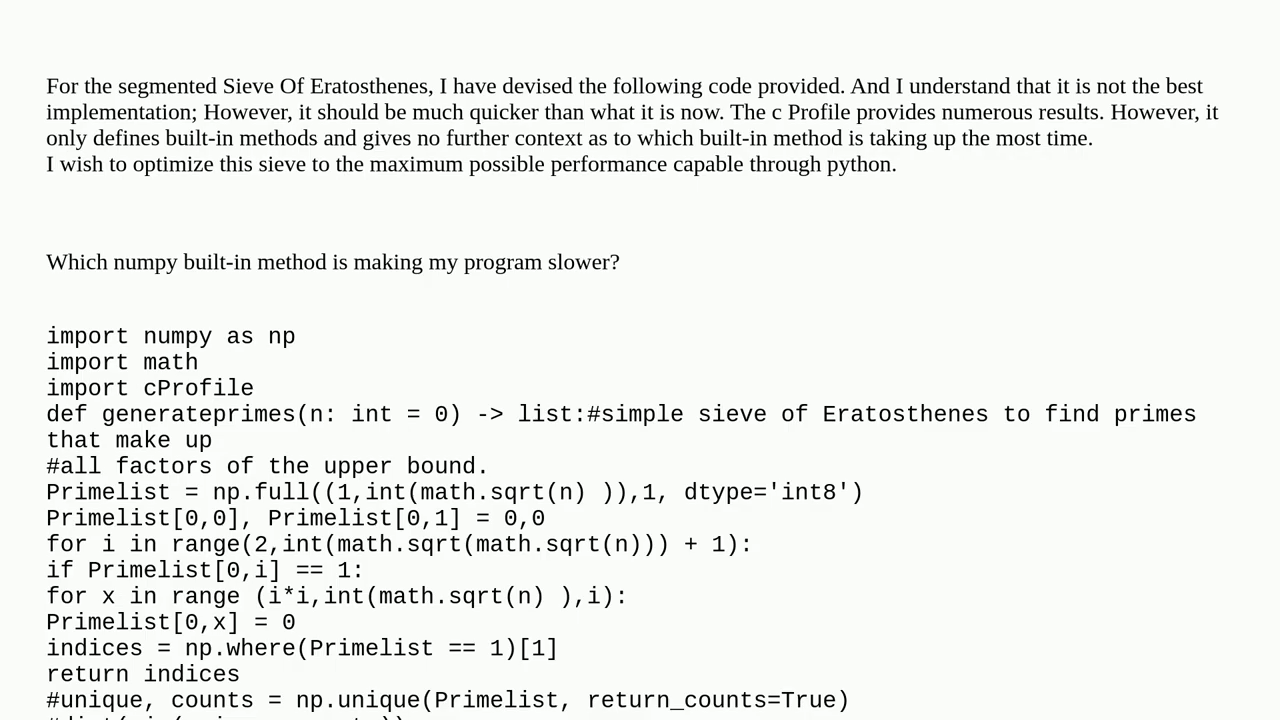 For the segmented Sieve Of Eratosthenes, I have devised the following code provided. And I understand that it is not the best
implementation; However, it should be much quicker than what it is now. The c Profile provides numerous results. However, it
only defines built-in methods and gives no further context as to which built-in method is taking up the most time.
I wish to optimize this sieve to the maximum possible performance capable through python.
Which numpy built-in method is making my program slower?
import numpy as np
import math
import cProfile
def generateprimes(n: int = 0) -> list:#simple sieve of Eratosthenes to find primes
that make up
#all factors of the upper bound.
Primelist = np.full((1,int(math.sqrt(n) )),1, dtype='int8')
Primelist[0,0], Primelist[0,1] = 0,0
for i in range(2,int(math.sqrt(math.sqrt(n))) + 1):
if Primelist[0,i] == 1:
for x in range (i*i,int(math.sqrt(n) ),i):
Primelist[0,x] = 0
indices = np.where(Primelist == 1)[1]
return indices
#unique, counts = np.unique(Primelist, return_counts=True)